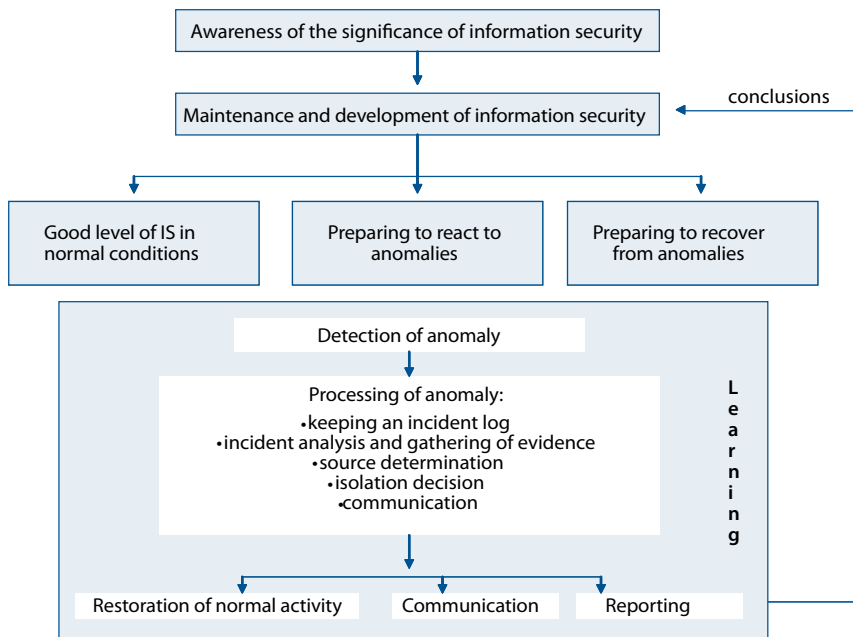 Awareness of the significance of information security
conclusions
Maintenance and development of information security
Good level of IS in
normal conditions
Preparing to react to
anomalies
Preparing to recover
from anomalies
Detection of anomaly
Processing of anomaly:
•keeping an incident log
•incident analysis and gathering of evidence
•source determination
•isolation decision
•communication
Learning
Restoration of normal activity
Communication
Reporting